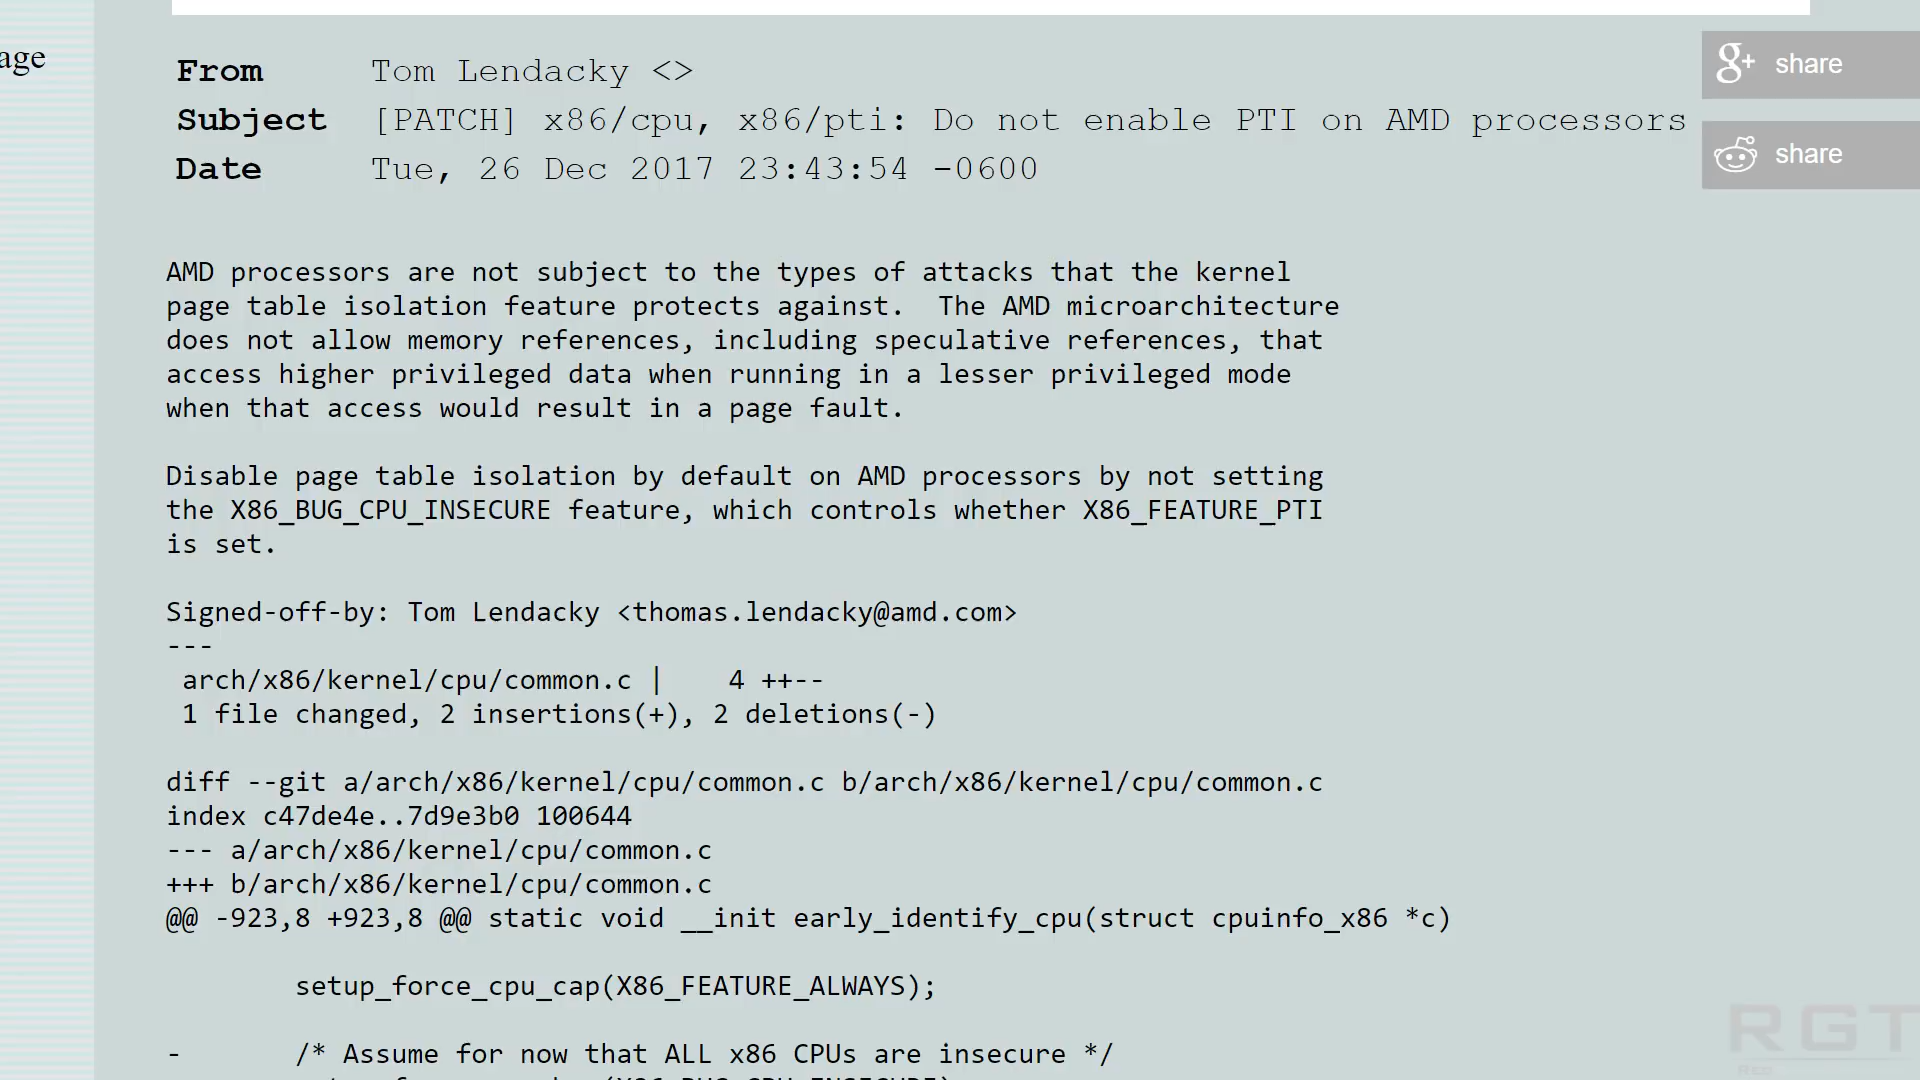 age
From Tom Lendacky <>
Subject [PATCH] x86/cpu, x86/pti: Do not enable PTI on AMD processors
Date Tue, 26 Dec 2017 23:43:54 -0600
share
share
AMD processors are not subject to the types of attacks that the kernel
page table isolation feature protects against.  The AMD microarchitecture
does not allow memory references, including speculative references, that
access higher privileged data when running in a lesser privileged mode
when that access would result in a page fault.
Disable page table isolation by default on AMD processors by not setting
the X86_BUG_CPU_INSECURE feature, which controls whether X86_FEATURE_PTI
is set.
Signed-off-by: Tom Lendacky <thomas.lendacky@amd.com>
---
arch/x86/kernel/cpu/common.c |    4 ++--
1 file changed, 2 insertions(+), 2 deletions(-)
diff --git a/arch/x86/kernel/cpu/common.c b/arch/x86/kernel/cpu/common.c
index c47de4e..7d9e3b0 100644
--- a/arch/x86/kernel/cpu/common.c
+++ b/arch/x86/kernel/cpu/common.c
@@ -923,8 +923,8 @@ static void __init early_identify_cpu(struct cpuinfo_x86 *c)
setup_force_cpu_cap(X86_FEATURE_ALWAYS);
-       /* Assume for now that ALL x86 CPUs are insecure */
RGT